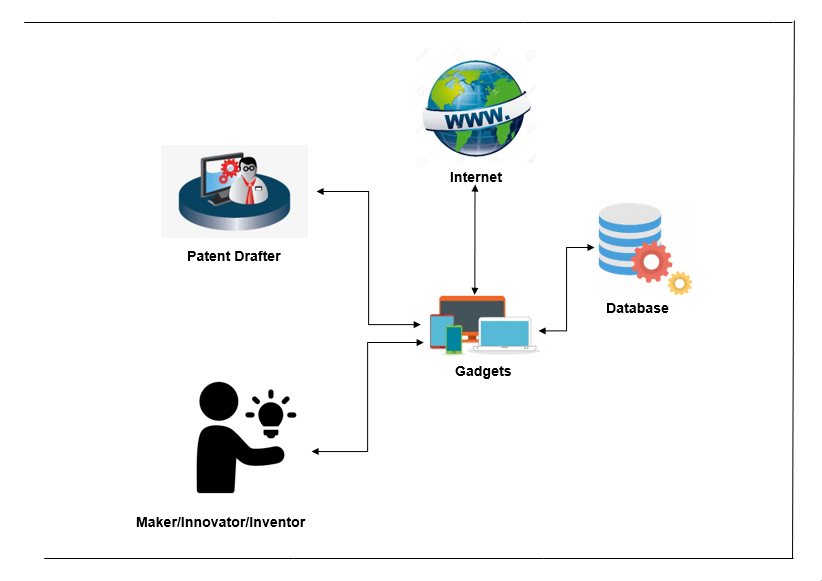 WWW.
Internet
Patent Drafter
Database
Gadgets
Maker/Innovator/Inventor